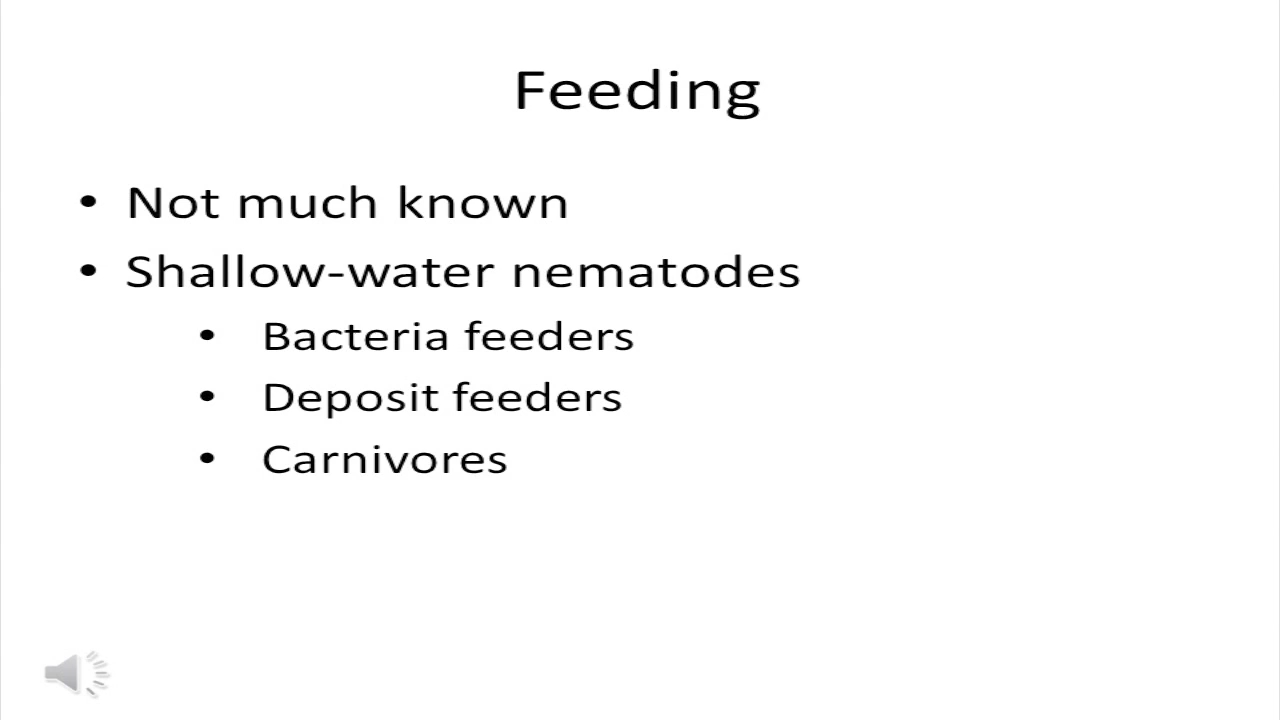 Feeding
• Not much known
• Shallow-water nematodes
• Bacteria feeders
• Deposit feeders
• Carnivores